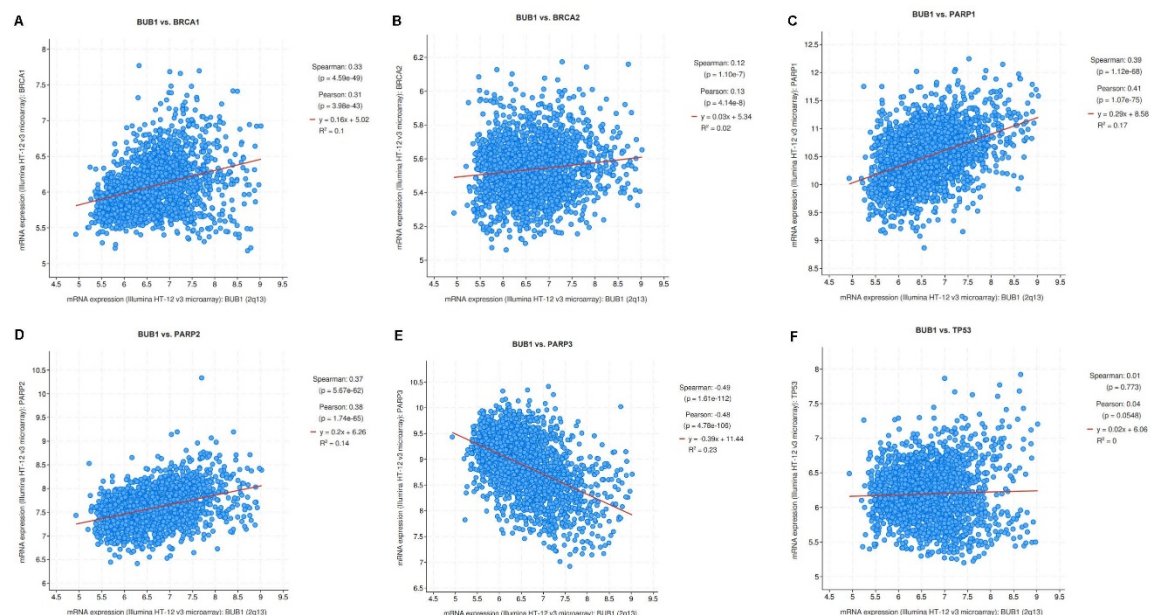 A
BUB1 vs. BRCA1
mRNA expression (Illumina HT-12 v3 microarray): BRCA1
8
7.5
7
6.5
6
5.5
5
4.5 5 5.5 6 6.5 7 7.5 8 8.5 9 9.5
mRNA expression (Illumina HT-12 v3 microarray): BUB1 (2q13)
Spearman: 0.33
(p = 4.59e-49)
Pearson: 0.31
(p = 3.98e-43)
y = 0.16x + 5.02
R² = 0.1
B
BUB1 vs. BRCA2
mRNA expression (Illumina HT-12 v3 microarray): BRCA2
6.2
6
5.8
5.6
5.4
5.2
5
4.5 5 5.5 6 6.5 7 7.5 8 8.5 9 9.5
mRNA expression (Illumina HT-12 v3 microarray): BUB1 (2q13)
Spearman: 0.12
(p = 1.10e-7)
Pearson: 0.13
(p = 4.14e-8)
y = 0.03x + 5.34
R² = 0.02
C
BUB1 vs. PARP1
mRNA expression (Illumina HT-12 v3 microarray): PARP1
12.5
12
11.5
11
10.5
10
9.5
9
8.5
4.5 5 5.5 6 6.5 7 7.5 8 8.5 9 9.5
mRNA expression (Illumina HT-12 v3 microarray): BUB1 (2q13)
Spearman: 0.39
(p = 1.12e-68)
Pearson: 0.41
(p = 1.07e-75)
y = 0.29x + 8.58
R² = 0.17
D
BUB1 vs. PARP2
mRNA expression (Illumina HT-12 v3 microarray): PARP2
10.5
10
9.5
9
8.5
8
7.5
7
6.5
6
4.5 5 5.5 6 6.5 7 7.5 8 8.5 9 9.5
mRNA expression (Illumina HT-12 v3 microarray): BUB1 (2q13)
Spearman: 0.37
(p = 5.67e-62)
Pearson: 0.38
(p = 1.74e-65)
y = 0.2x + 6.26
R² = 0.14
E
BUB1 vs. PARP3
mRNA expression (Illumina HT-12 v3 microarray): PARP3
10.5
10
9.5
9
8.5
8
7.5
7
6.5
4.5 5 5.5 6 6.5 7 7.5 8 8.5 9 9.5
mRNA expression (Illumina HT-12 v3 microarray): BUB1 (2q13)
Spearman: -0.49
(p = 1.61e-112)
Pearson: -0.48
(p = 4.78e-106)
y = -0.39x + 11.44
R² = 0.23
F
BUB1 vs. TP53
mRNA expression (Illumina HT-12 v3 microarray): TP53
8
7.5
7
6.5
6
5.5
5
4.5 5 5.5 6 6.5 7 7.5 8 8.5 9 9.5
mRNA expression (Illumina HT-12 v3 microarray): BUB1 (2q13)
Spearman: 0.01
(p = 0.773)
Pearson: 0.04
(p = 0.0548)
y = 0.02x + 6.06
R² = 0